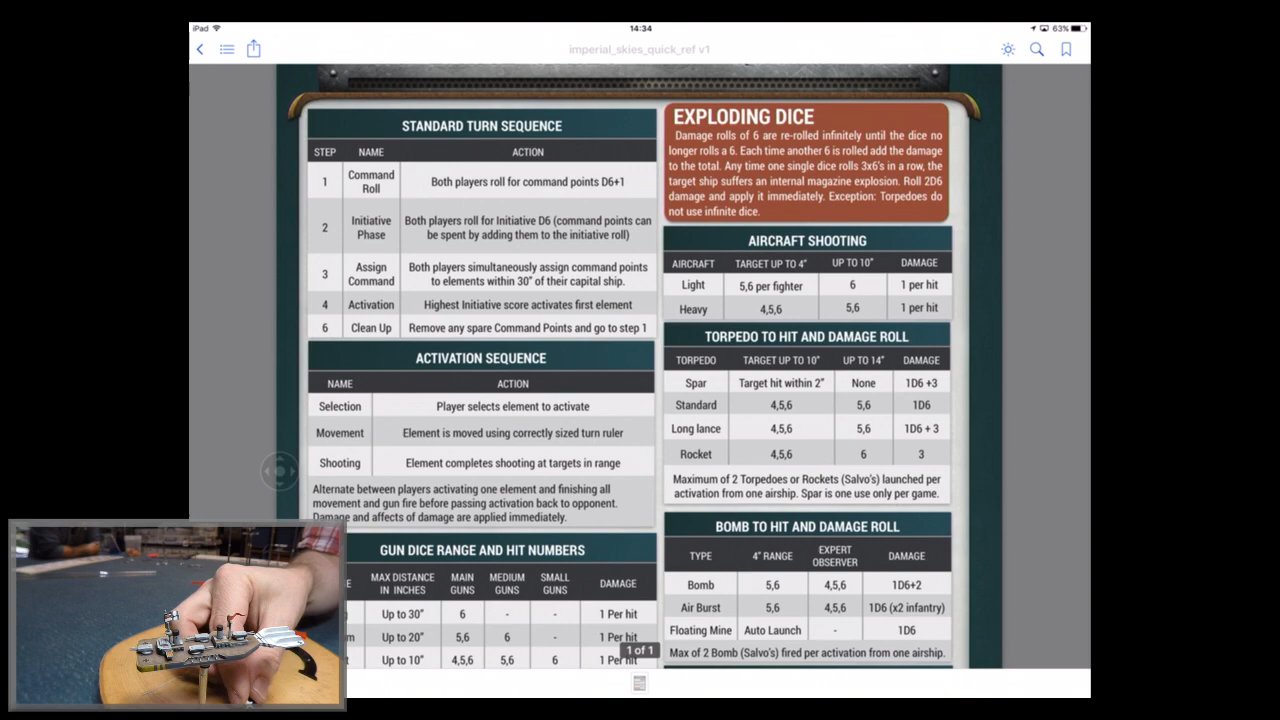 iPad
14:34
63%
imperial_skies_quick_ref v1
STANDARD TURN SEQUENCE
STEP NAME ACTION
1 Command Roll Both players roll for command points D6+1
2 Initiative Phase Both players roll for Initiative D6 (command points can
be spent by adding them to the initiative roll)
3 Assign Command Both players simultaneously assign command points
to elements within 30" of their capital ship.
4 Activation Highest Initiative score activates first element
6 Clean Up Remove any spare Command Points and go to step 1
ACTIVATION SEQUENCE
NAME ACTION
Selection Player selects element to activate
Movement Element is moved using correctly sized turn ruler
Shooting Element completes shooting at targets in range
Alternate between players activating one element and finishing all
movement and gun fire before passing activation back to opponent.
Damage and affects of damage are applied immediately.
GUN DICE RANGE AND HIT NUMBERS
MAX DISTANCE IN INCHES MAIN GUNS MEDIUM GUNS SMALL GUNS DAMAGE
Up to 30" 6 - - 1 Per hit
Up to 20" 5,6 6 - 1 Per hit
Up to 10" 4,5,6 5,6 6 1 Per hit
1 of 1
EXPLODING DICE
Damage rolls of 6 are re-rolled infinitely until the dice no
longer rolls a 6. Each time another 6 is rolled add the damage
to the total. Any time one single dice rolls 3x6's in a row, the
target ship suffers an internal magazine explosion. Roll 2D6
damage and apply it immediately. Exception: Torpedoes do
not use infinite dice.
AIRCRAFT SHOOTING
AIRCRAFT TARGET UP TO 4" UP TO 10" DAMAGE
Light 5,6 per fighter 6 1 per hit
Heavy 4,5,6 5,6 1 per hit
TORPEDO TO HIT AND DAMAGE ROLL
TORPEDO TARGET UP TO 10" UP TO 14" DAMAGE
Spar Target hit within 2" None 1D6 +3
Standard 4,5,6 5,6 1D6
Long lance 4,5,6 5,6 1D6 + 3
Rocket 4,5,6 6 3
Maximum of 2 Torpedoes or Rockets (Salvo's) launched per
activation from one airship. Spar is one use only per game.
BOMB TO HIT AND DAMAGE ROLL
TYPE 4" RANGE EXPERT OBSERVER DAMAGE
Bomb 5,6 4,5,6 1D6+2
Air Burst 5,6 4,5,6 1D6 (x2 infantry)
Floating Mine Auto Launch - 1D6
Max of 2 Bomb (Salvo's) fired per activation from one airship.